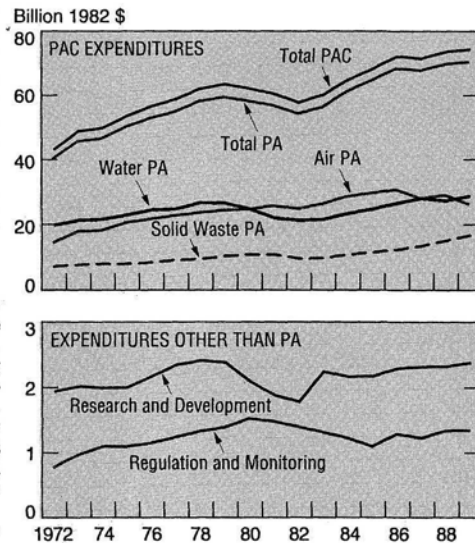 Billion 1982 $
80
PAC EXPENDITURES
Total PAC
60
Total PA
40
Water PA
Air PA
20
Solid Waste PA
0
3
EXPENDITURES OTHER THAN PA
2
Research and Development
1
Regulation and Monitoring
0
1972 74 76 78 80 82 84 86 88